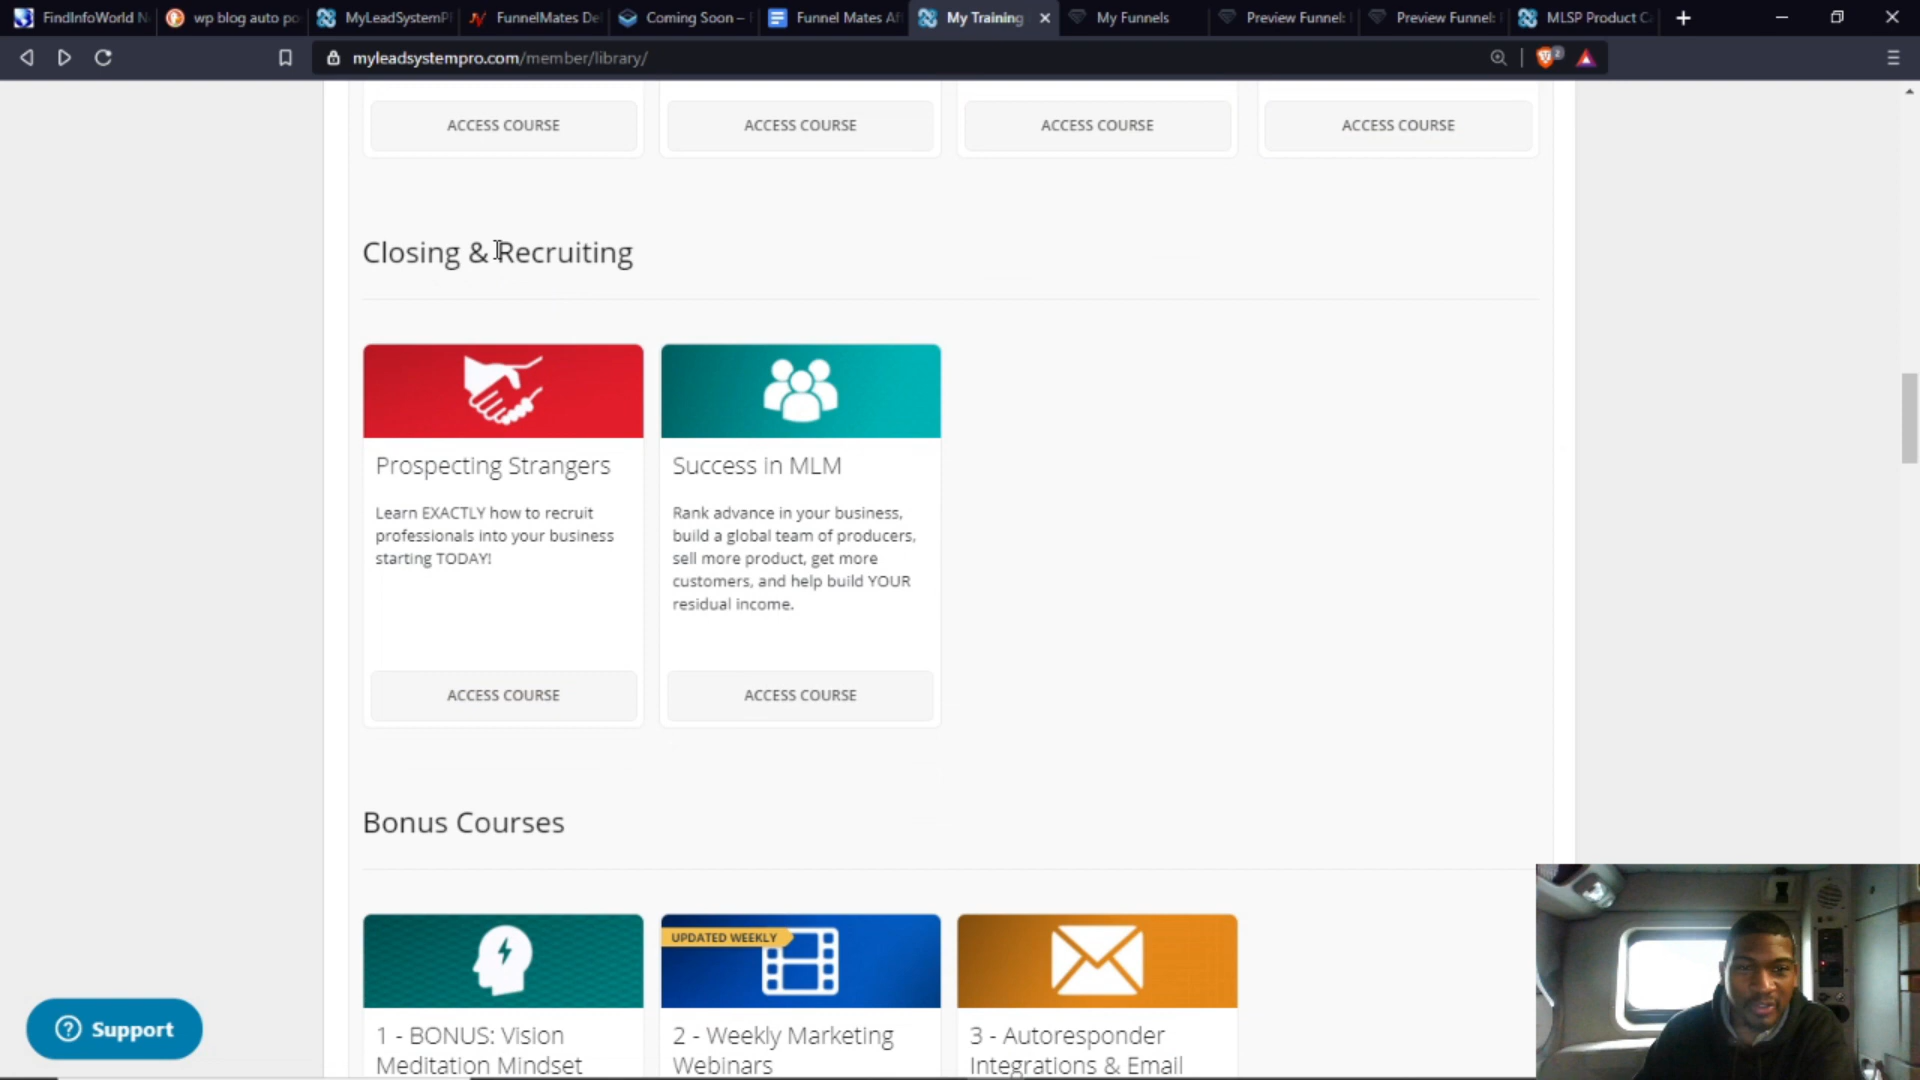 FindInfoWorld N
wp blog auto po
MyLeadSystemP
FunnelMates De
Coming Soon –
Funnel Mates Af
My Training
My Funnels
Preview Funnel:
Preview Funnel:
MLSP Product C
myleadsystempro.com/member/library/
2
ACCESS COURSE
ACCESS COURSE
ACCESS COURSE
ACCESS COURSE
Closing & Recruiting
Prospecting Strangers
Learn EXACTLY how to recruit
professionals into your business
starting TODAY!
ACCESS COURSE
Success in MLM
Rank advance in your business,
build a global team of producers,
sell more product, get more
customers, and help build YOUR
residual income.
ACCESS COURSE
Bonus Courses
1 - BONUS: Vision
Meditation Mindset
UPDATED WEEKLY
2 - Weekly Marketing
Webinars
3 - Autoresponder
Integrations & Email
Support